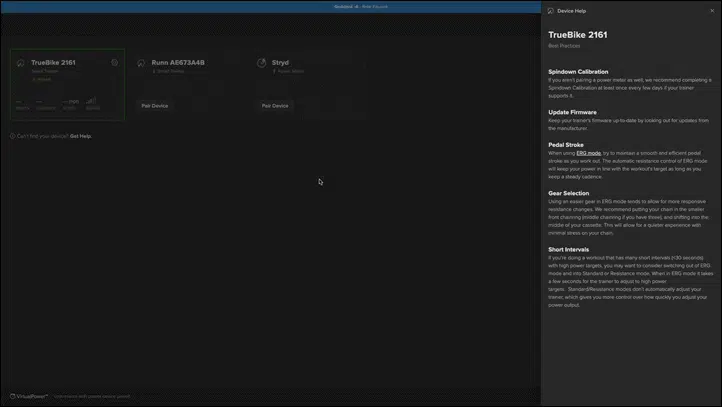 Device Help
TrueBike 2161
Best Practices
TrueBike 2161
Runn AE673A4B
Stryd
Pair Device
Pair Device
Can't find your device? Get Help.
Spindown Calibration
If you aren't pairing a power meter as well, we recommend completing a
Spindown Calibration at least once every few days if your trainer
supports it.
Update Firmware
Keep your trainer's firmware up-to-date by looking out for updates from
the manufacturer.
Pedal Stroke
When using ERG mode, try to maintain a smooth and efficient pedal
stroke as you work out. The automatic resistance control of ERG mode
will keep your power in line with the workout's target as long as you
keep a steady cadence.
Gear Selection
Using an easier gear in ERG mode tends to allow for more responsive
resistance changes. We recommend putting your chain in the smaller
front chainring (middle chainring if you have three), and shifting into the
middle of your cassette. This will allow for a quieter experience with
minimal stress on your chain.
Short Intervals
If you're doing a workout that has many short intervals (<30 seconds)
with high power targets, you may want to consider switching out of ERG
mode and into Standard or Resistance mode. When in ERG mode it takes
a few seconds for the trainer to adjust to high power
targets. Standard/Resistance modes don't automatically adjust your
trainer, which gives you more control over how quickly you adjust your
power output.
VirtualPower™